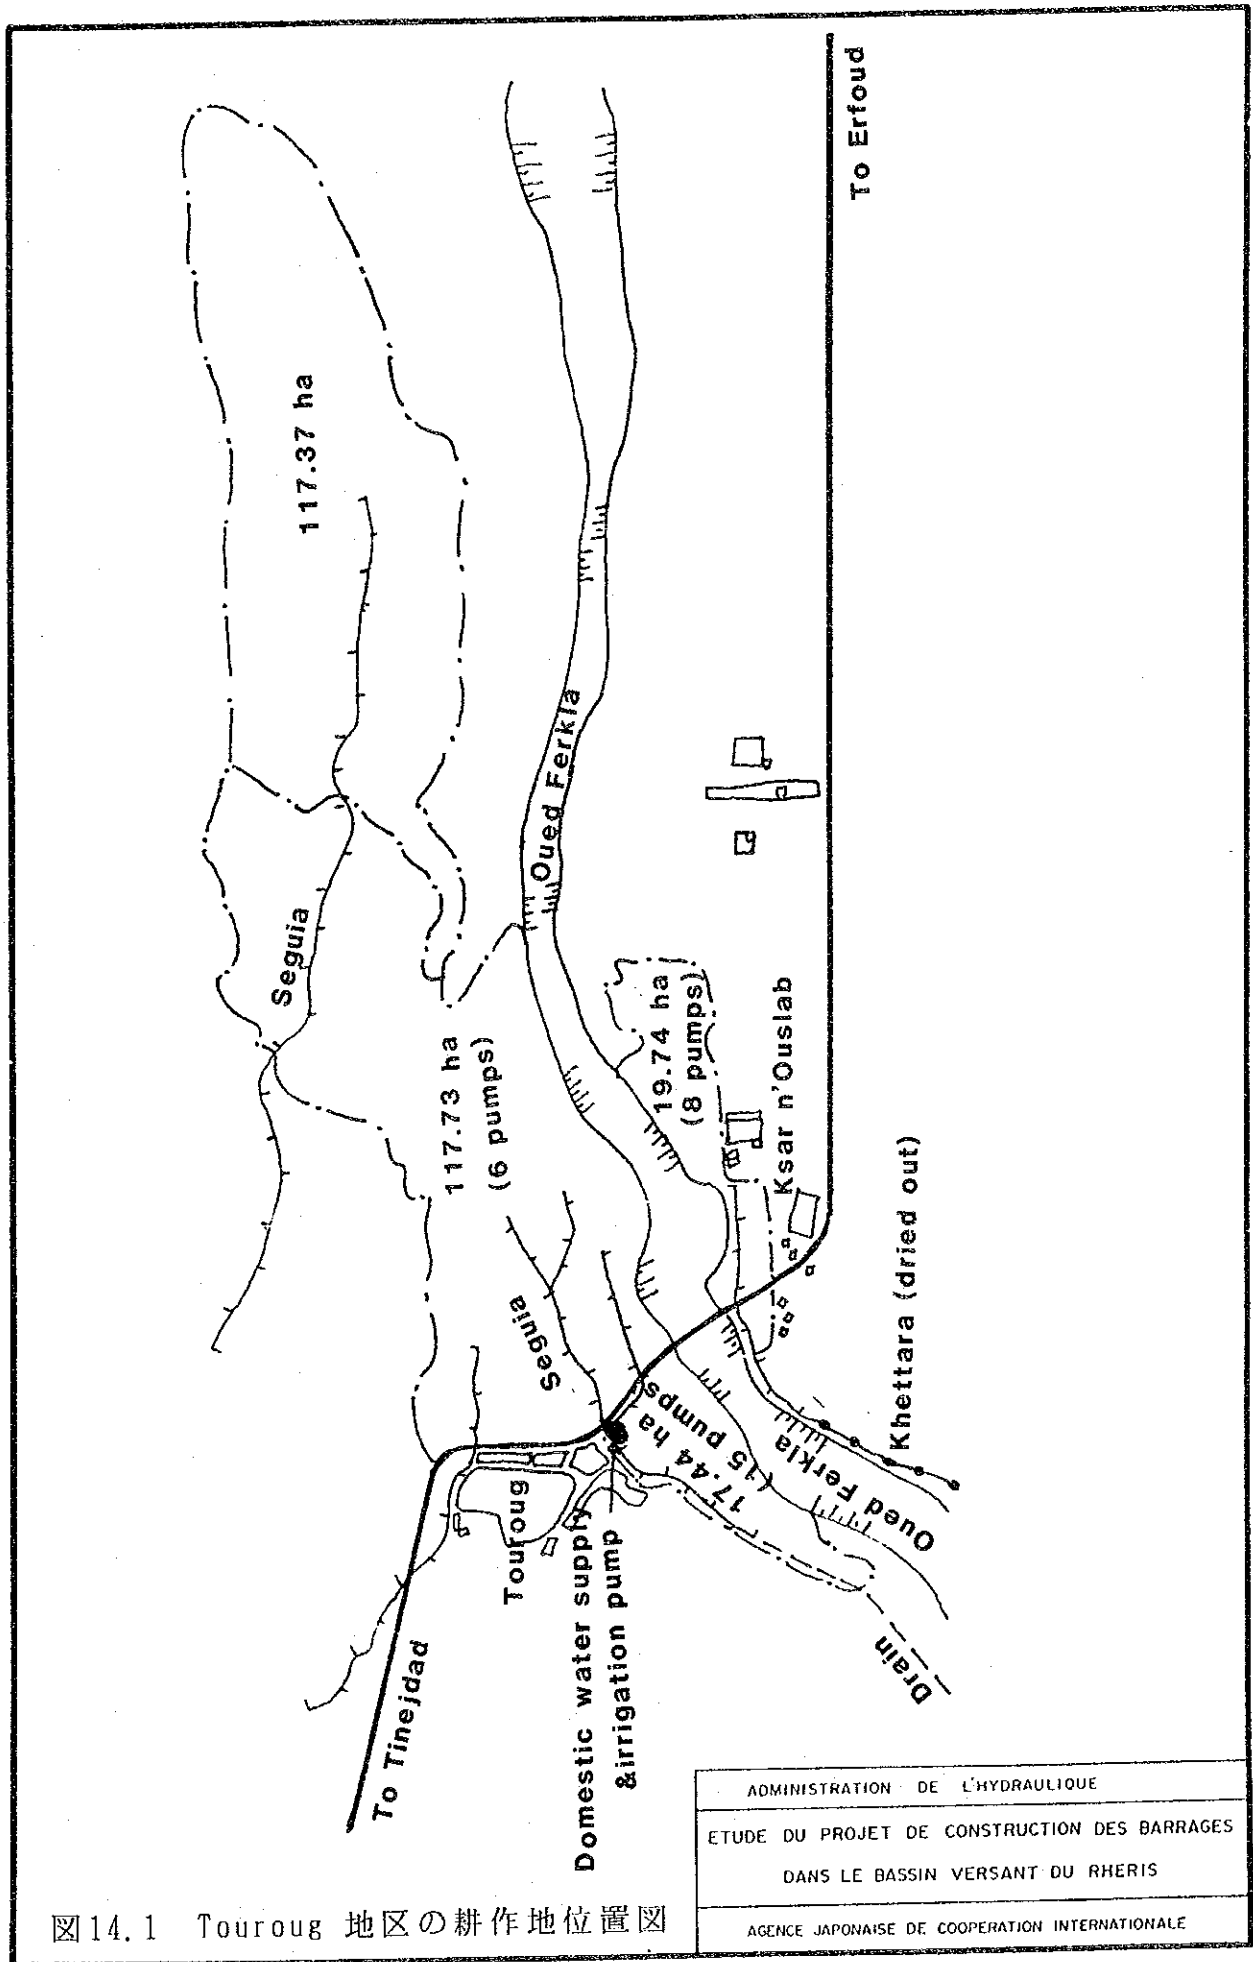 To Erfoud
117.37 ha
Oued Ferkla
Seguia
117.73 ha
(6 pumps)
19.74 ha
(8 pumps)
Ksar n'Ouslab
Seguia
Khettara (dried out)
17.44 ha
(15 pumps
Oued Ferkla
Touroug
Domestic water supply
&irrigation pump
Drain
To Tinejdad
ADMINISTRATION DE L'HYDRAULIQUE
ETUDE DU PROJET DE CONSTRUCTION DES BARRAGES
DANS LE BASSIN VERSANT DU RHERIS
AGENCE JAPONAISE DE COOPERATION INTERNATIONALE
図14.1 Touroug 地区の耕作地位置図